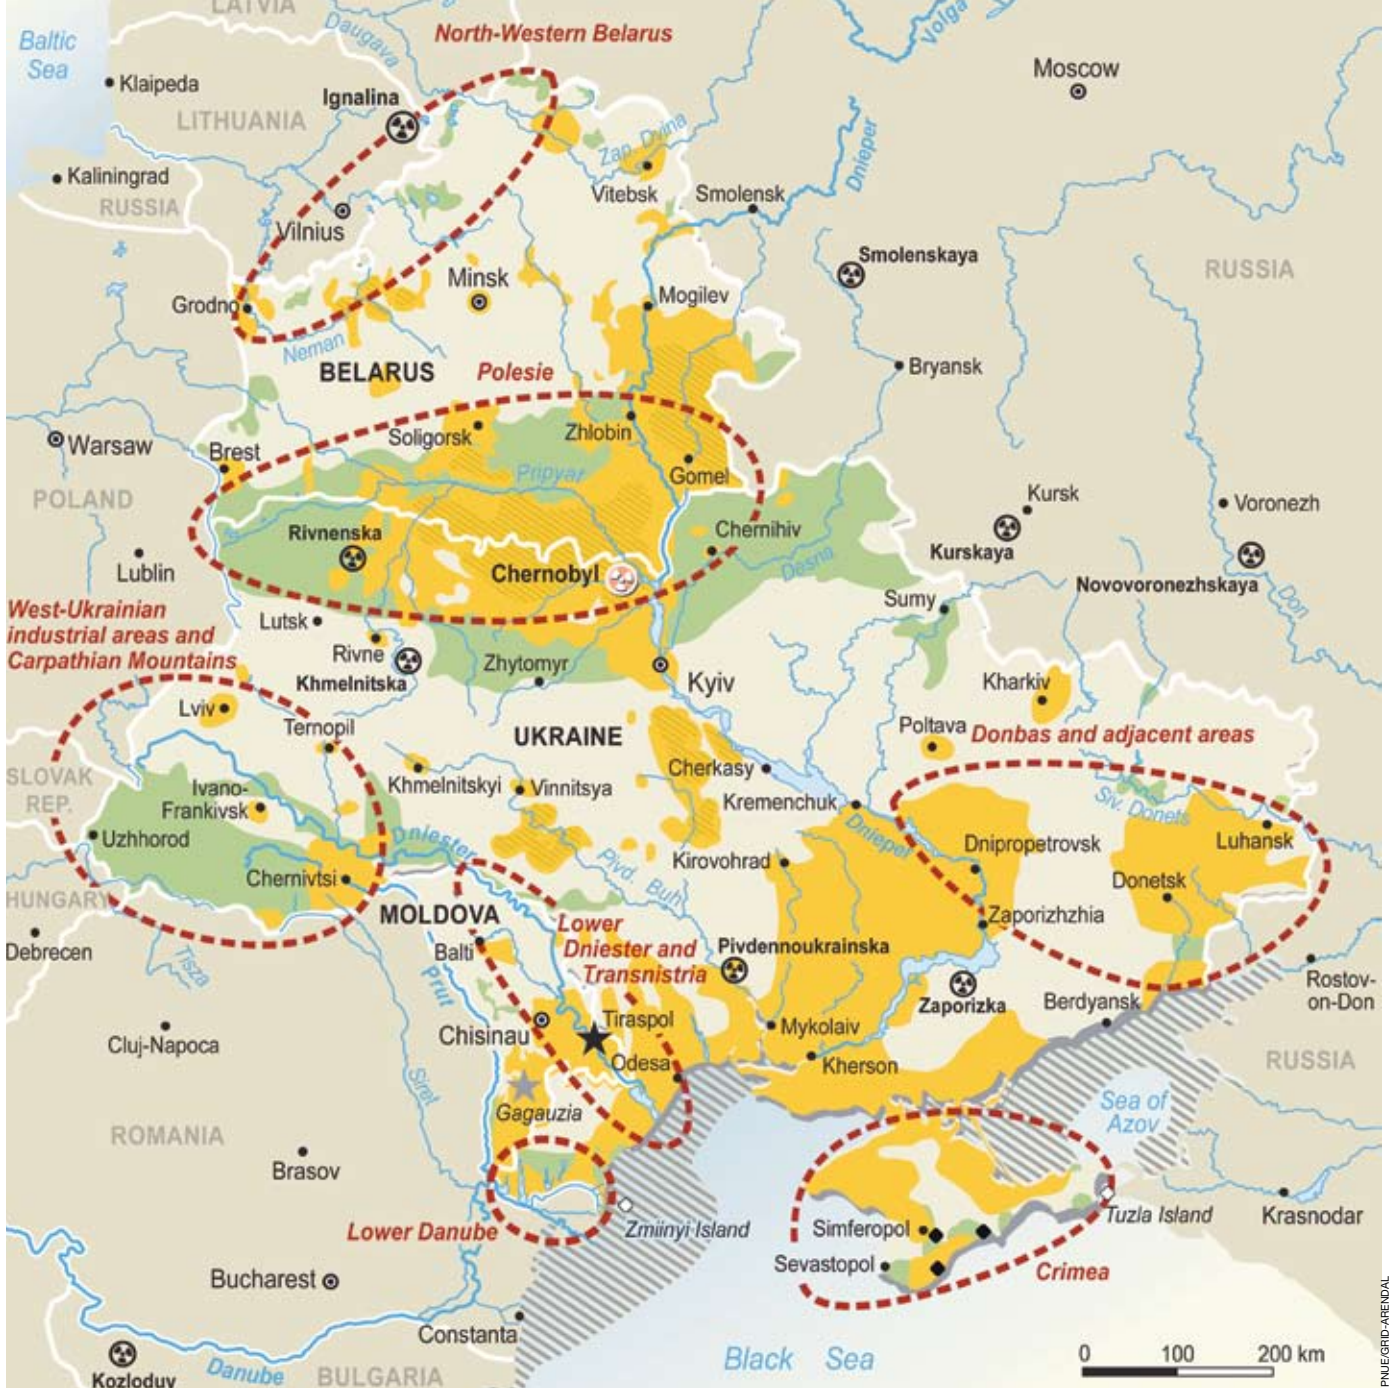 LATVIA
Daugava
North-Western Belarus
Volga
Baltic
Sea
Klaipeda
Moscow
Ignalina
LITHUANIA
Zap. Dvina
Dnieper
Kaliningrad
RUSSIA
Vitebsk
Smolensk
Vilnius
Smolenskaya
RUSSIA
Minsk
Grodno
Mogilev
Neman
BELARUS
Polesie
Bryansk
Warsaw
Brest
Soligorsk
Zhlobin
Pripyar
Gomel
POLAND
Kursk
Voronezh
Rivnenska
Chernihiv
Kurskaya
Lublin
Chernobyl
Desna
Novovoronezhskaya
Don
West-Ukrainian
industrial areas and
Carpathian Mountains
Lutsk
Sumy
Rivne
Zhytomyr
Khmelnitska
Kyiv
Kharkiv
Lviv
Ternopil
UKRAINE
Poltava
Donbas and adjacent areas
SLOVAK
REP.
Cherkasy
Ivano-
Frankivsk
Khmelnitskyi
Vinnitsya
Kremenchuk
Siv. Donets
Uzhhorod
Dniester
Dniepel
Luhansk
Kirovohrad
Dnipropetrovsk
Pivd. Buh
Chernivtsi
Donetsk
HUNGARY
MOLDOVA
Zaporizhzhia
Debrecen
Balti
Lower
Dniester and
Transnistria
Pivdennoukrainska
Tisza
Prut
Zaporizka
Berdyansk
Rostov-
on-Don
Cluj-Napoca
Chisinau
Tiraspol
Mykolaiv
Odesa
Kherson
RUSSIA
Siret
Gagauzia
Sea of
Azov
ROMANIA
Brasov
Lower Danube
Zmiinyi Island
Simferopol
Tuzla Island
Krasnodar
Sevastopol
Crimea
Bucharest
Constanta
Black Sea
0 100 200 km
Kozloduy
Danube
BULGARIA
PNUE/GRID-ARENDAL